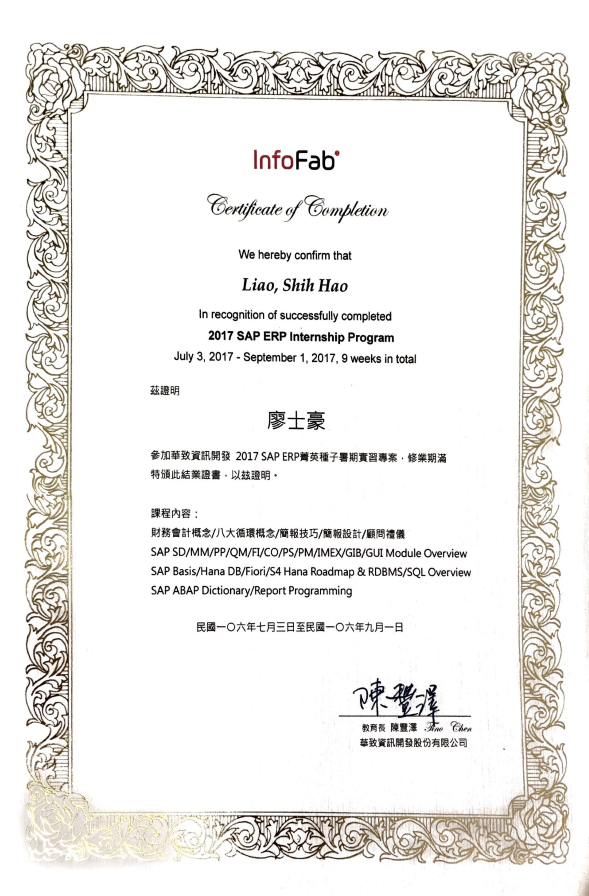 InfoFab
Certificate of Completion
We hereby confirm that
Liao, Shih Hao
In recognition of successfully completed
2017 SAP ERP Internship Program
July 3, 2017 - September 1, 2017, 9 weeks in total
茲證明
廖士豪
參加華致資訊開發 2017 SAP ERP菁英種子暑期實習專案，修業期滿
特頒此結業證書，以茲證明。
課程內容：
財務會計概念/八大循環概念/簡報技巧/簡報設計/顧問禮儀
SAP SD/MM/PP/QM/FI/CO/PS/PM/IMEX/GIB/GUI Module Overview
SAP Basis/Hana DB/Fiori/S4 Hana Roadmap & RDBMS/SQL Overview
SAP ABAP Dictionary/Report Programming
民國一〇六年七月三日至民國一〇六年九月一日
陳豐澤
教育長 陳豐澤 Tino Chen
華致資訊開發股份有限公司